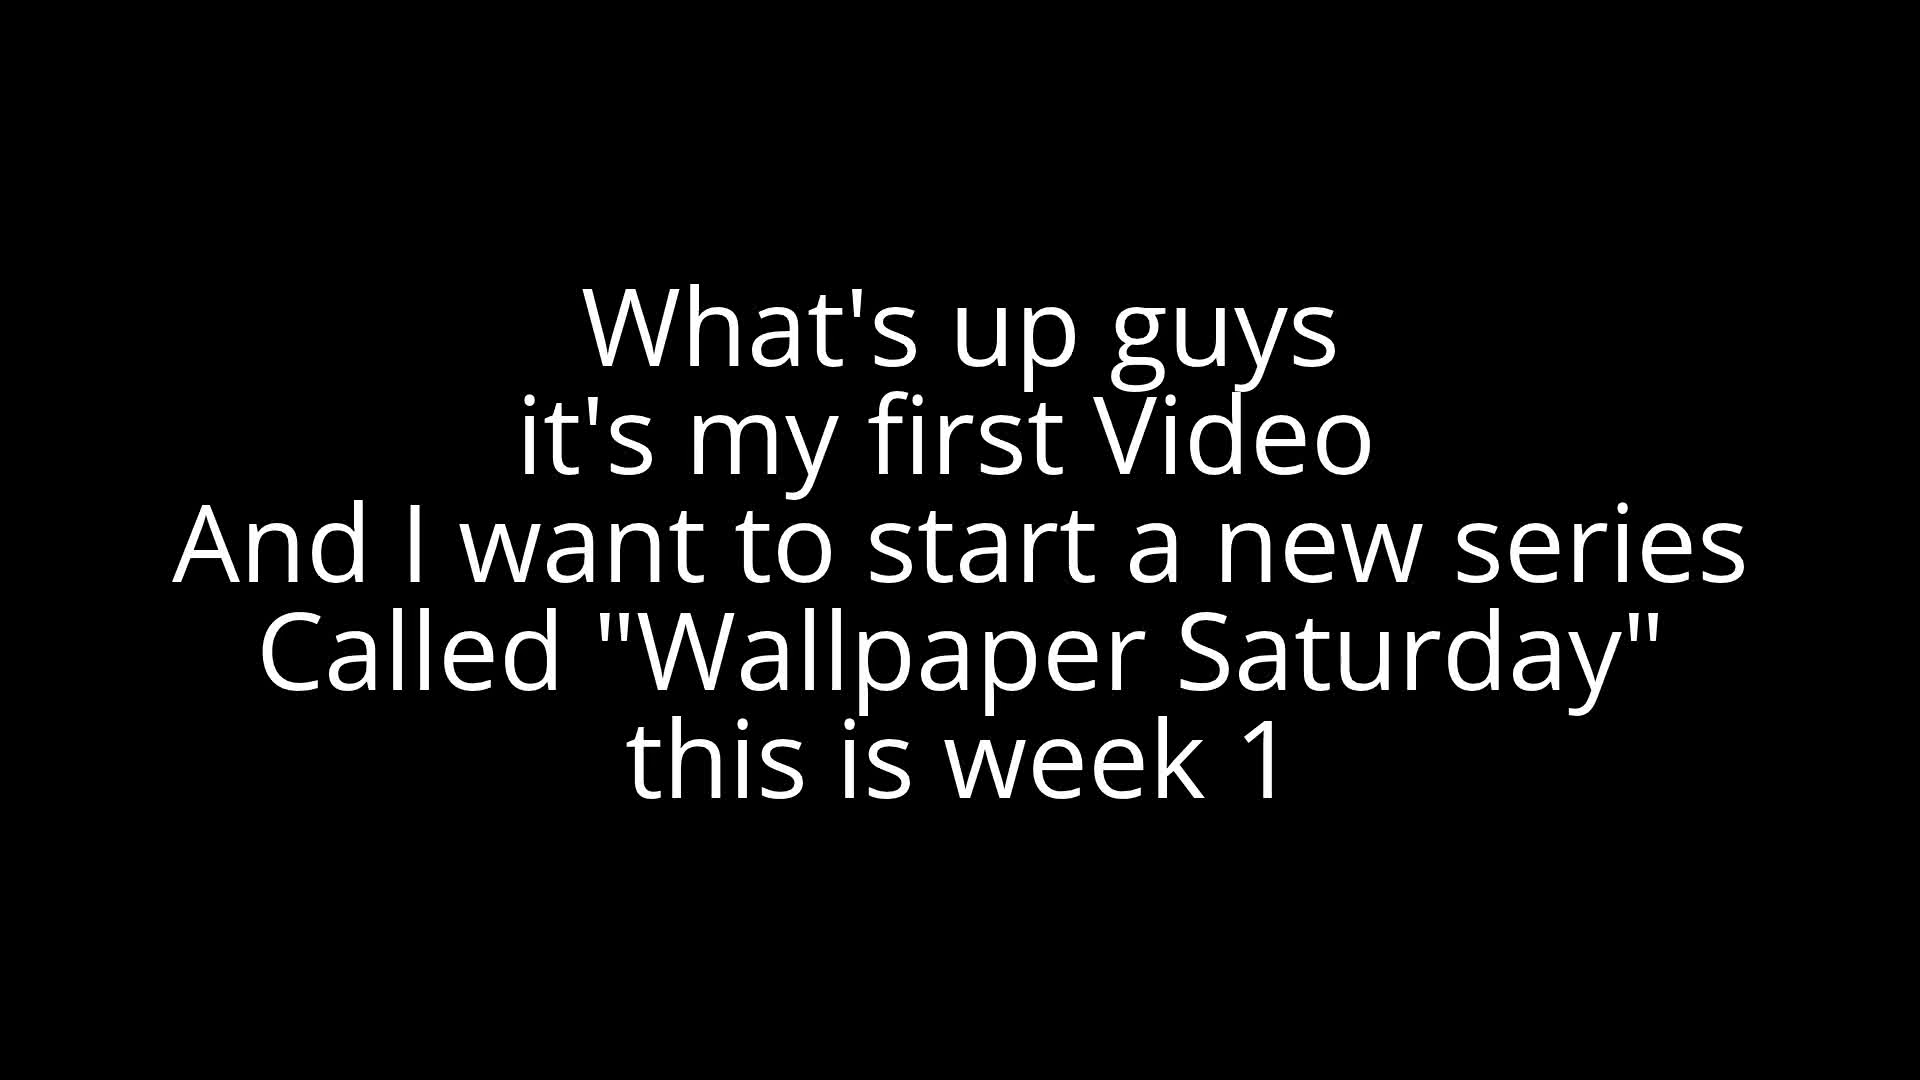 What's up guys
it's my first Video
And I want to start a new series
Called "Wallpaper Saturday"
this is week 1